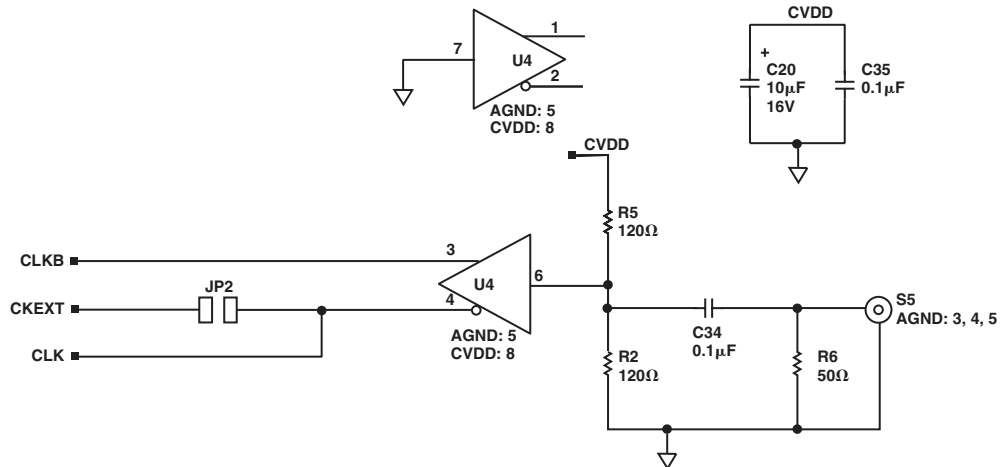 1
7
U4
2
AGND: 5
CVDD: 8
CVDD
+
C20
10µF
16V
C35
0.1µF
CVDD
R5
120Ω
CLKB
3
U4
6
JP2
CKEXT
4
AGND: 5
CVDD: 8
CLK
C34
0.1µF
S5
AGND: 3, 4, 5
R2
120Ω
R6
50Ω